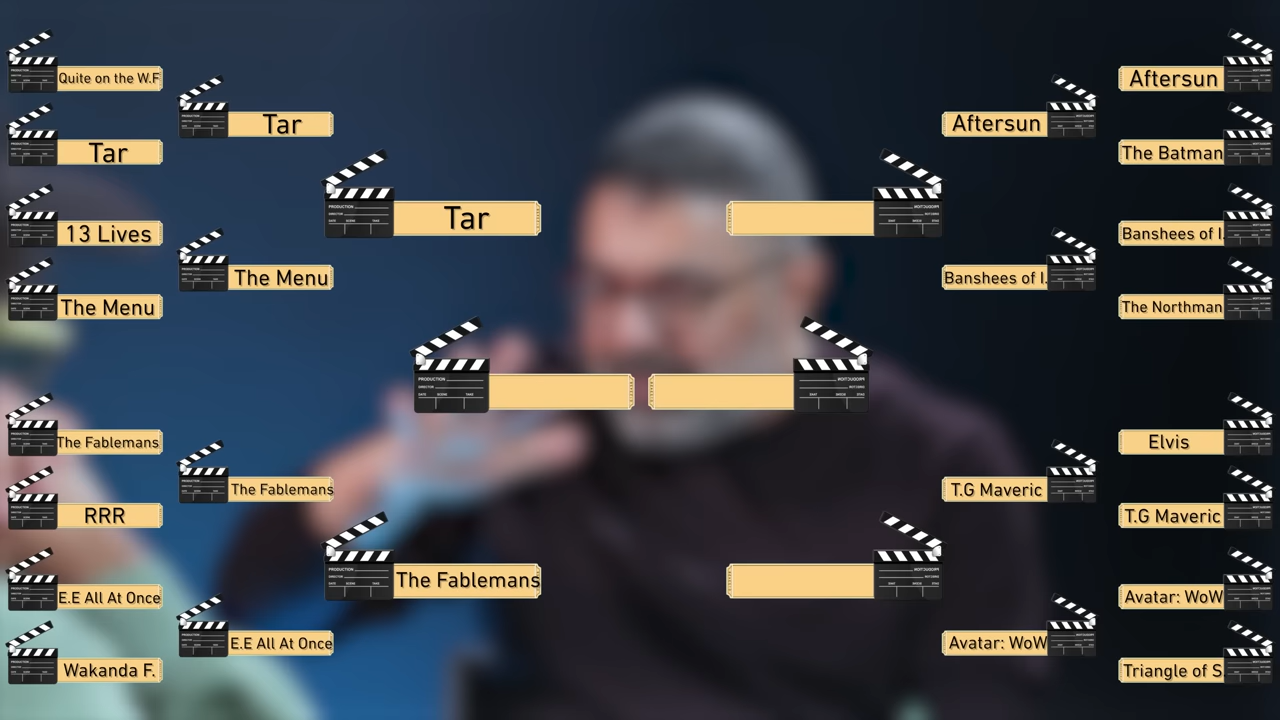 Quite on the W.F
Tar
13 Lives
The Menu
The Fablemans
RRR
E.E All At Once
Wakanda F.
Tar
The Menu
The Fablemans
E.E All At Once
Tar
The Fablemans
Aftersun
Banshees of I.
T.G Maveric
Avatar: WoW
Aftersun
The Batman
Banshees of I
The Northman
Elvis
T.G Maveric
Avatar: WoW
Triangle of S